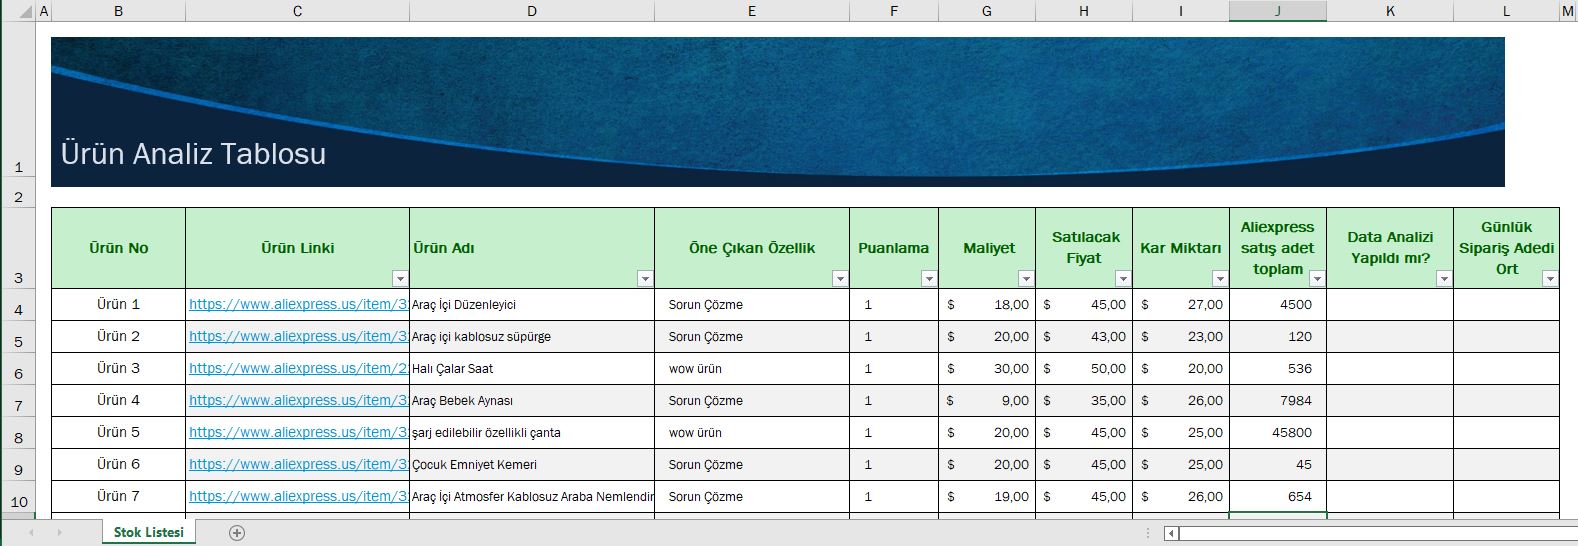 A B C D E F G H I J K L M
1 Ürün Analiz Tablosu
2
3 Ürün No Ürün Linki Ürün Adı Öne Çıkan Özellik Puanlama Maliyet Satılacak Fiyat Kar Miktarı Aliexpress satış adet toplam Data Analizi Yapıldı mı? Günlük Sipariş Adedi Ort
4 Ürün 1 https://www.aliexpress.us/item/3 Araç İçi Düzenleyici Sorun Çözme 1 $ 18,00 $ 45,00 $ 27,00 4500
5 Ürün 2 https://www.aliexpress.us/item/3 Araç içi kablosuz süpürge Sorun Çözme 1 $ 20,00 $ 43,00 $ 23,00 120
6 Ürün 3 https://www.aliexpress.us/item/2 Halı Çalar Saat wow ürün 1 $ 30,00 $ 50,00 $ 20,00 536
7 Ürün 4 https://www.aliexpress.us/item/3 Araç Bebek Aynası Sorun Çözme 1 $ 9,00 $ 35,00 $ 26,00 7984
8 Ürün 5 https://www.aliexpress.us/item/3 şarj edilebilir özellikli çanta wow ürün 1 $ 20,00 $ 45,00 $ 25,00 45800
9 Ürün 6 https://www.aliexpress.us/item/3 Çocuk Emniyet Kemeri Sorun Çözme 1 $ 20,00 $ 45,00 $ 25,00 45
10 Ürün 7 https://www.aliexpress.us/item/3 Araç İçi Atmosfer Kablosuz Araba Nemlendir Sorun Çözme 1 $ 19,00 $ 45,00 $ 26,00 654
Stok Listesi